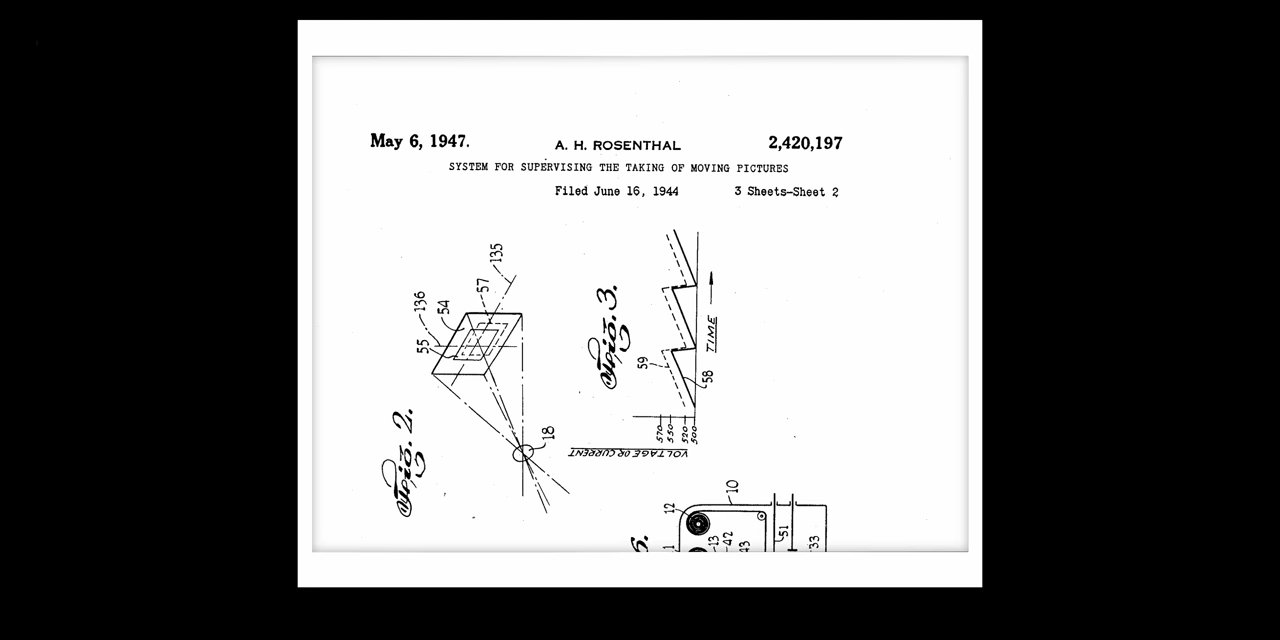 May 6, 1947.
A. H. ROSENTHAL
2,420,197
SYSTEM FOR SUPERVISING THE TAKING OF MOVING PICTURES
Filed June 16, 1944
3 Sheets-Sheet 2
Fig. 2.
136
54
55
57
135
18
Fig. 3.
59
58
TIME
570
550
520
500
VOLTAGE OR CURRENT
12
10
13
42
43
51
33